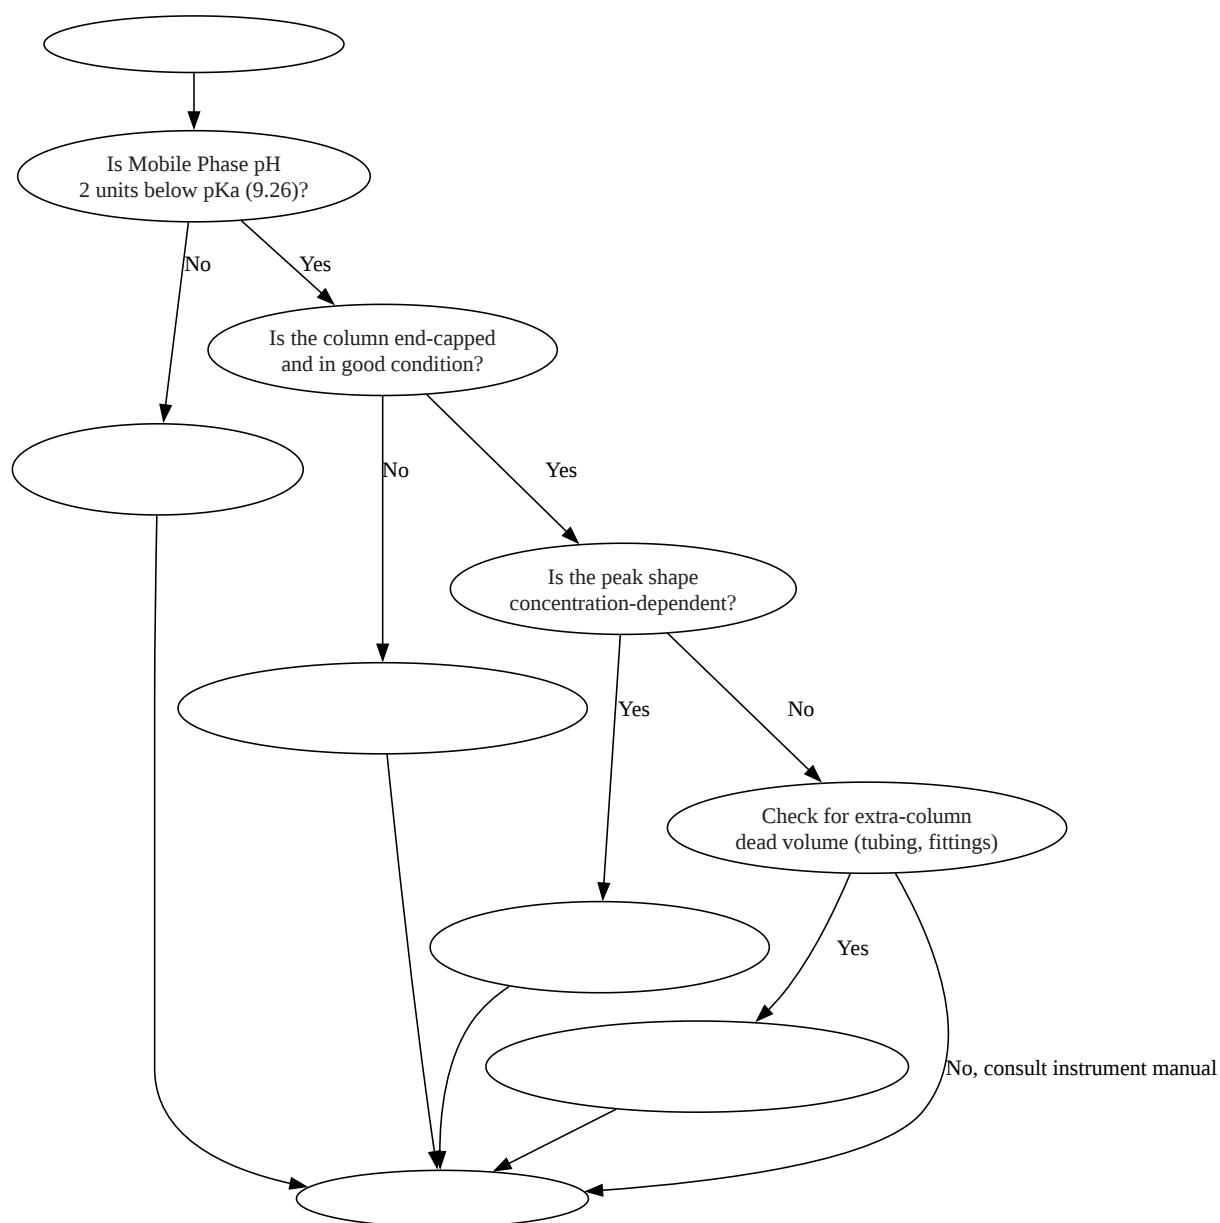 Is Mobile Phase pH
2 units below pKa (9.26)?
No
Yes
Is the column end-capped
and in good condition?
No
Yes
Is the peak shape
concentration-dependent?
Yes
No
Check for extra-column
dead volume (tubing, fittings)
Yes
No, consult instrument manual